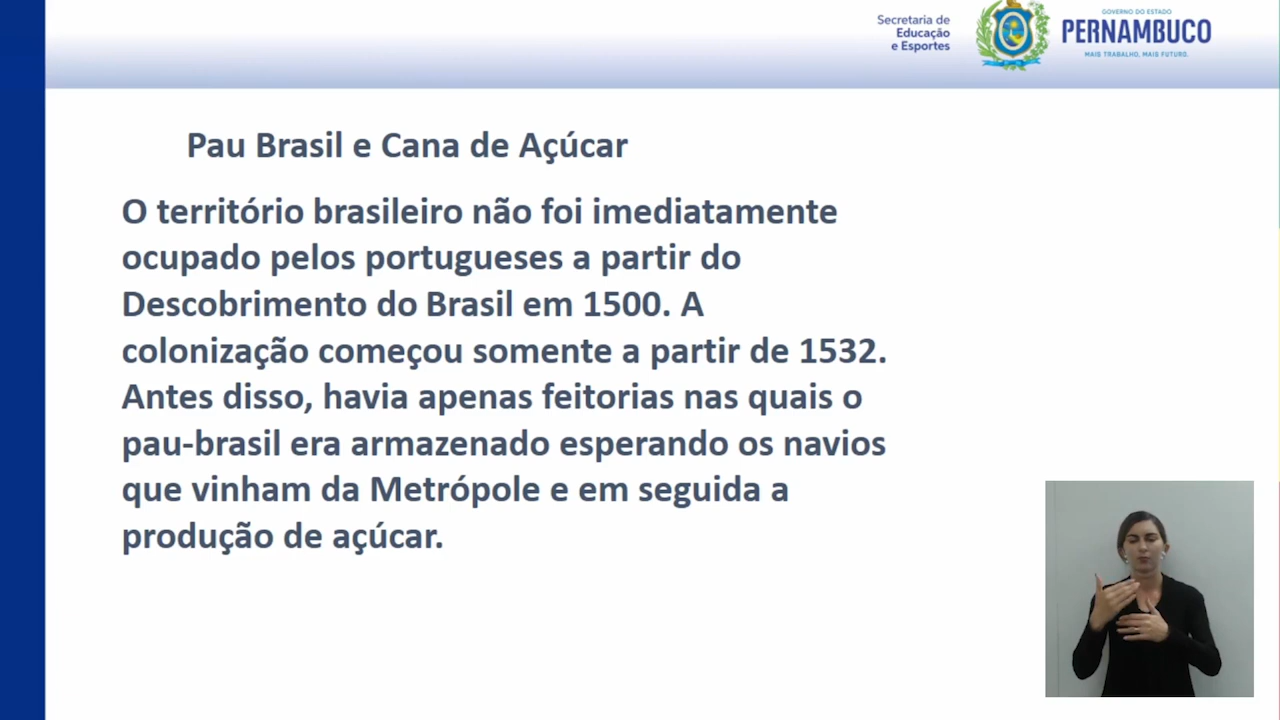 Secretaria de
Educação
e Esportes
GOVERNO DO ESTADO
PERNAMBUCO
MAIS TRABALHO, MAIS FUTURO.
Pau Brasil e Cana de Açúcar
O território brasileiro não foi imediatamente
ocupado pelos portugueses a partir do
Descobrimento do Brasil em 1500. A
colonização começou somente a partir de 1532.
Antes disso, havia apenas feitorias nas quais o
pau-brasil era armazenado esperando os navios
que vinham da Metrópole e em seguida a
produção de açúcar.